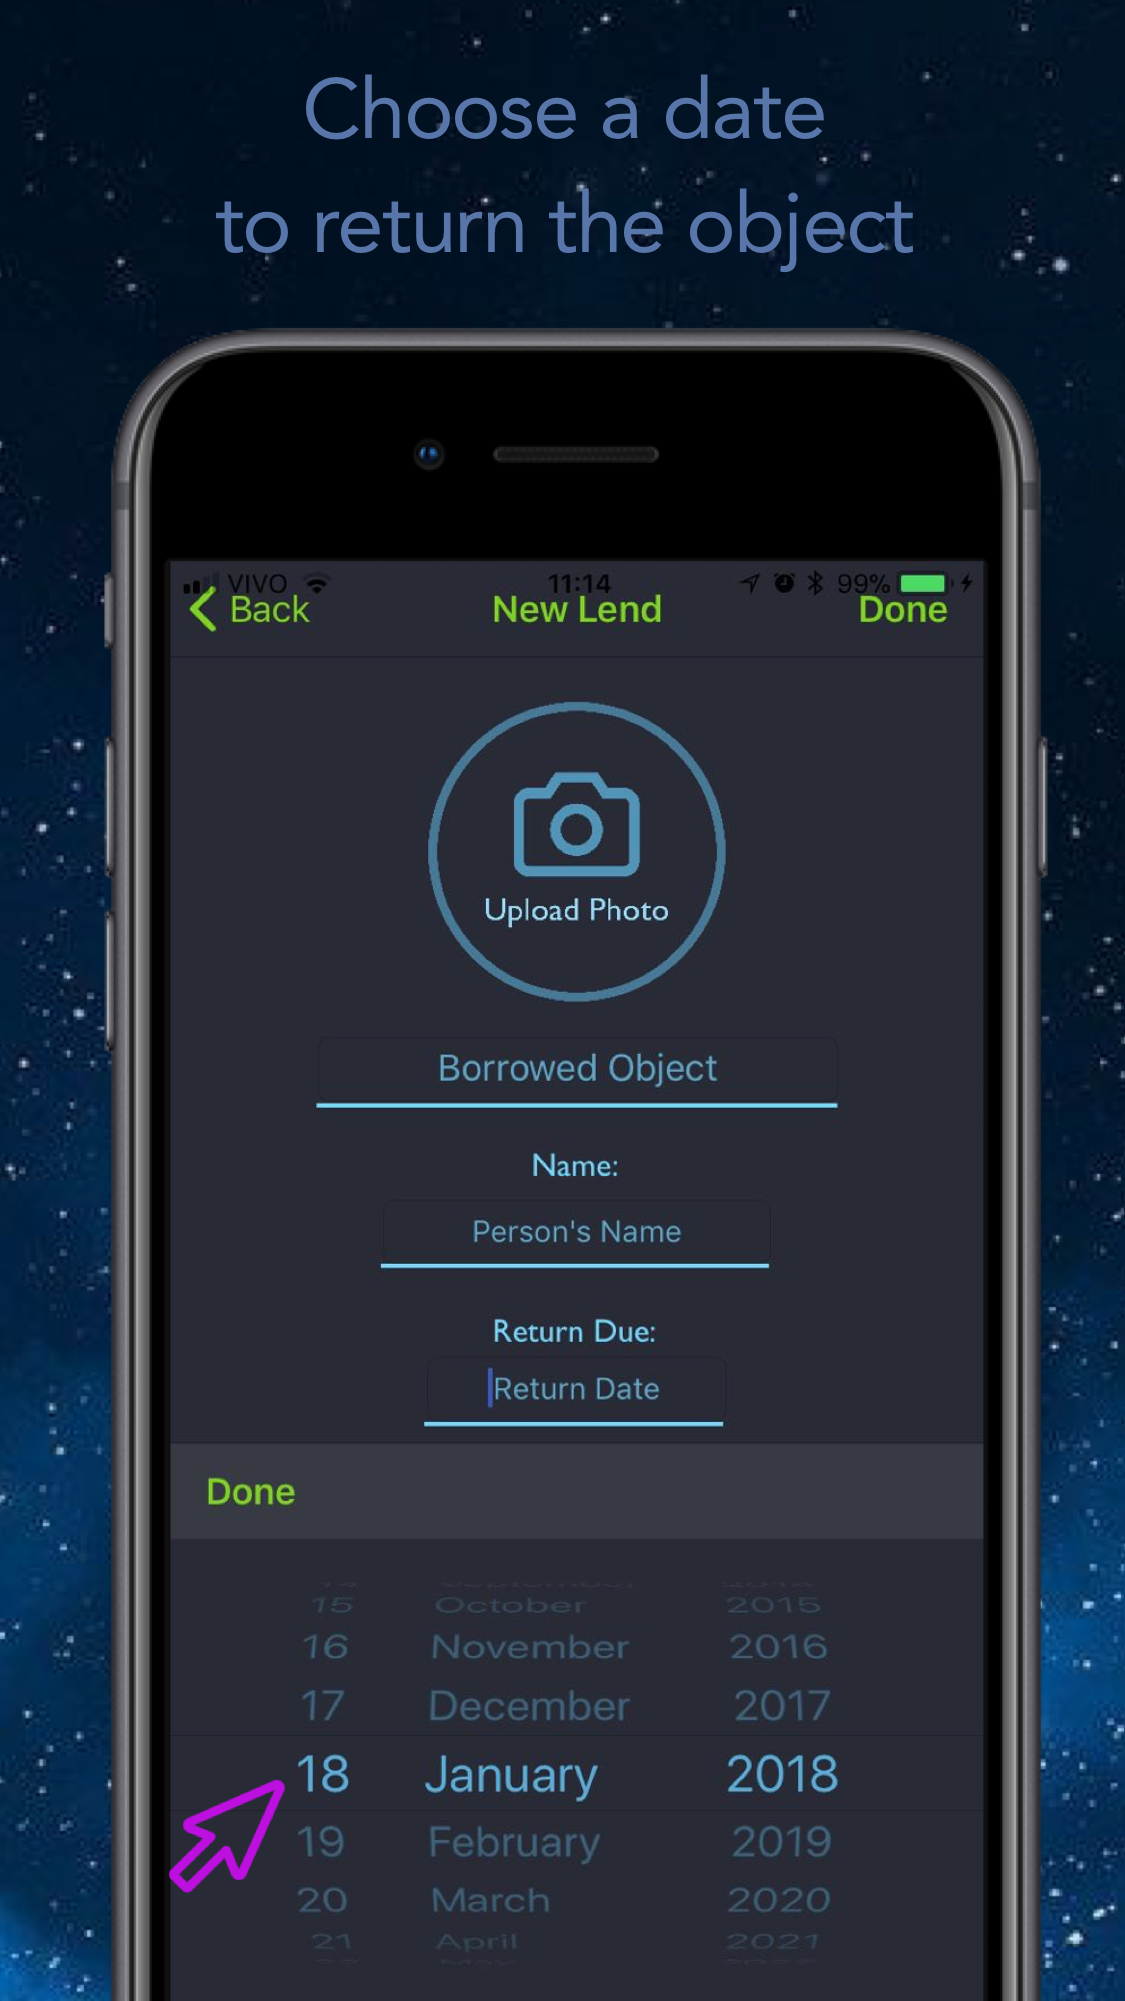 Choose a date
to return the object
VIVO 11:14 99%
Back New Lend Done
Upload Photo
Borrowed Object
Name:
Person's Name
Return Due:
Return Date
Done
15 October 2015
16 November 2016
17 December 2017
18 January 2018
19 February 2019
20 March 2020
21 April 2021